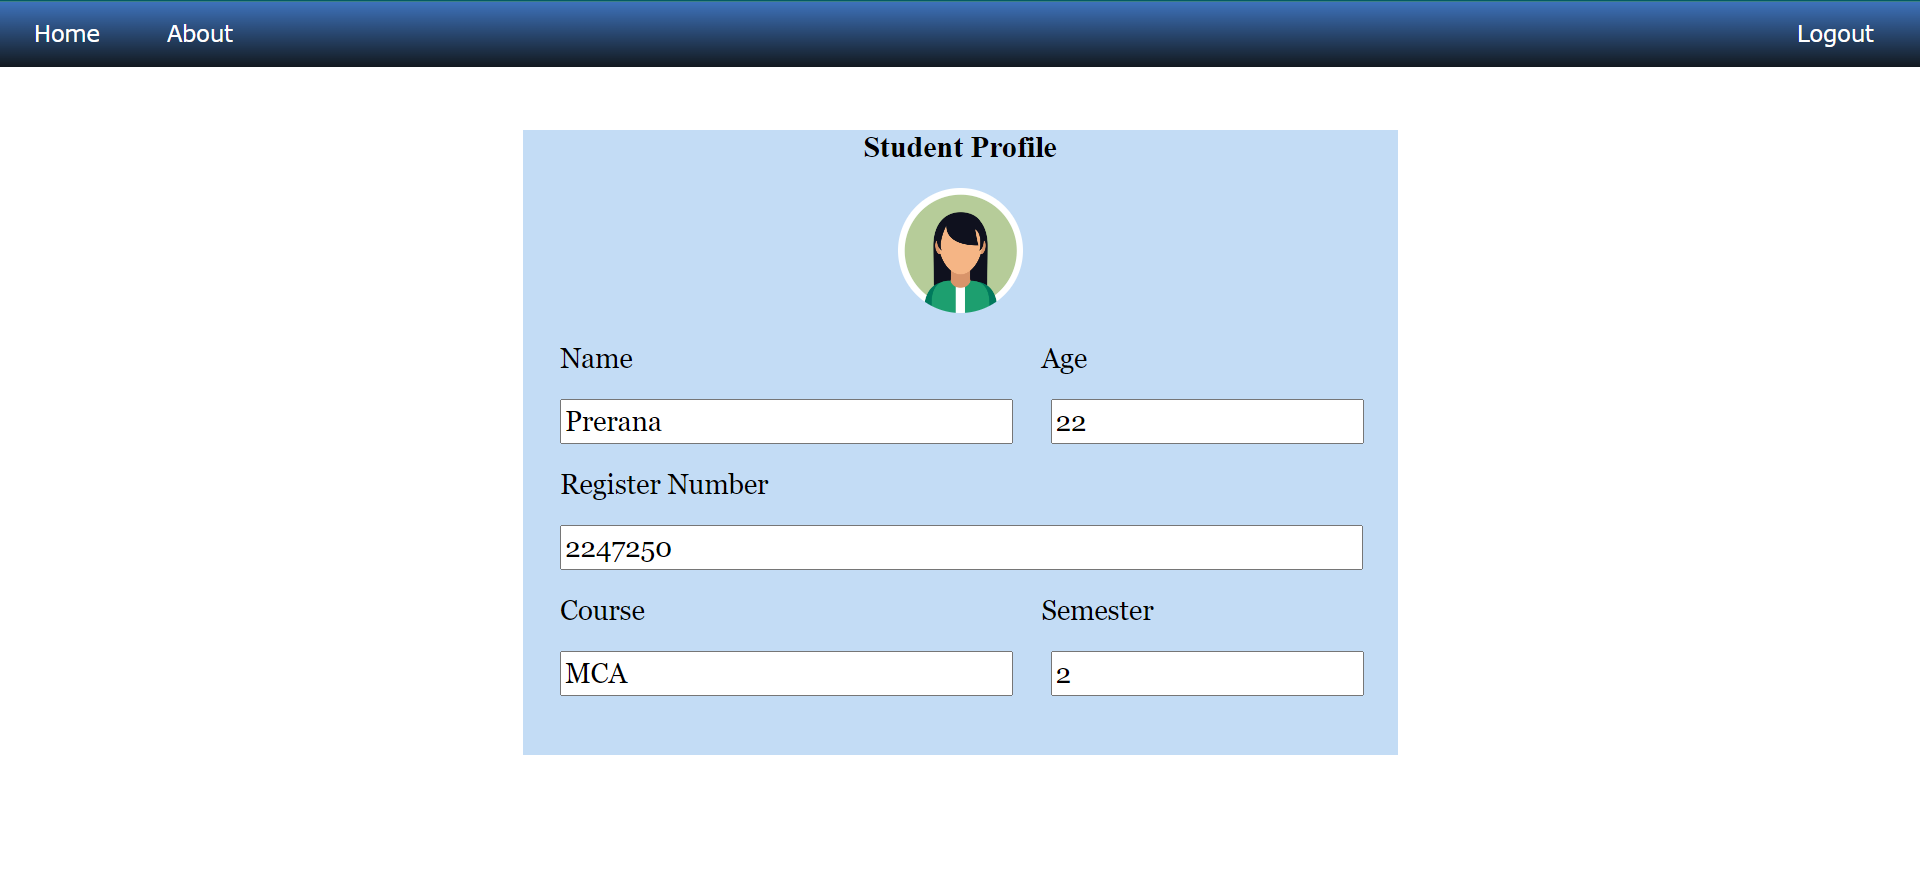 Home About Logout
Student Profile
Name Age
Prerana 22
Register Number
2247250
Course Semester
MCA 2